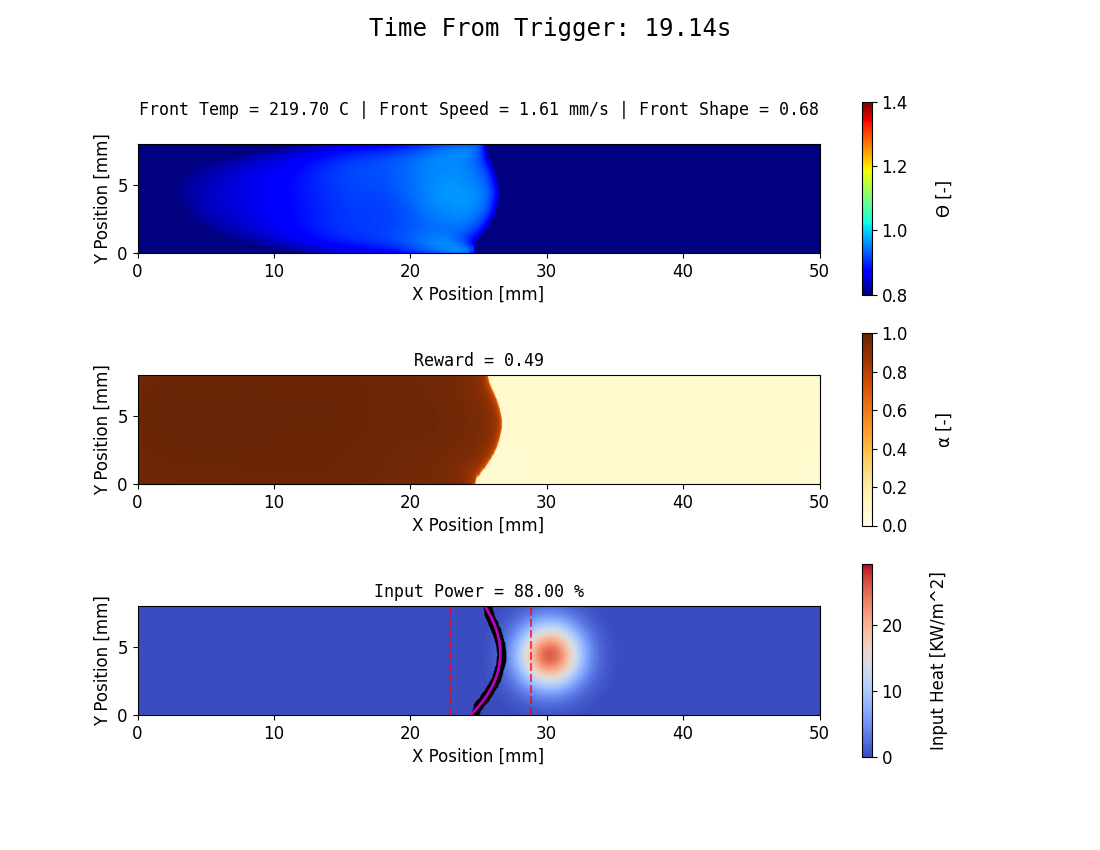 Time From Trigger: 19.14s
Front Temp = 219.70 C | Front Speed = 1.61 mm/s | Front Shape = 0.68
Y Position [mm]
5
0
0 10 20 30 40 50
X Position [mm]
1.4
1.2
1.0
0.8
Θ [-]
Reward = 0.49
Y Position [mm]
5
0
0 10 20 30 40 50
X Position [mm]
1.0
0.8
0.6
0.4
0.2
0.0
α [-]
Input Power = 88.00 %
Y Position [mm]
5
0
0 10 20 30 40 50
X Position [mm]
20
10
0
Input Heat [KW/m^2]